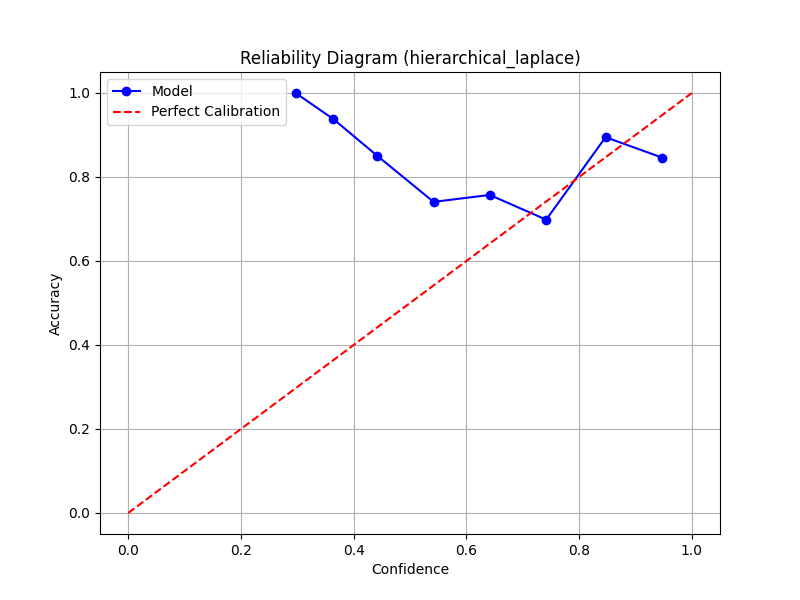 Reliability Diagram (hierarchical_laplace)
Model
Perfect Calibration
1.0
0.8
0.6
0.4
0.2
0.0
Accuracy
0.0 0.2 0.4 0.6 0.8 1.0
Confidence